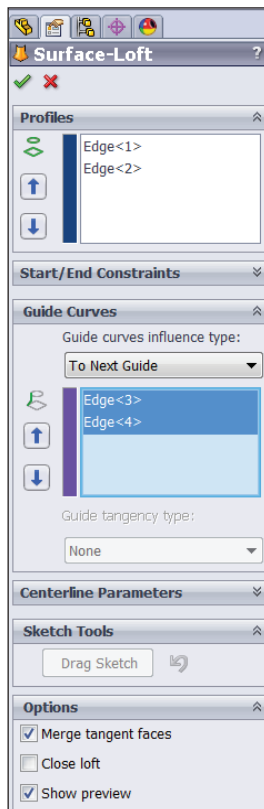 Surface-Loft ?
Profiles
Edge<1>
Edge<2>
Start/End Constraints
Guide Curves
Guide curves influence type:
To Next Guide
Edge<3>
Edge<4>
Guide tangency type:
None
Centerline Parameters
Sketch Tools
Drag Sketch
Options
Merge tangent faces
Close loft
Show preview